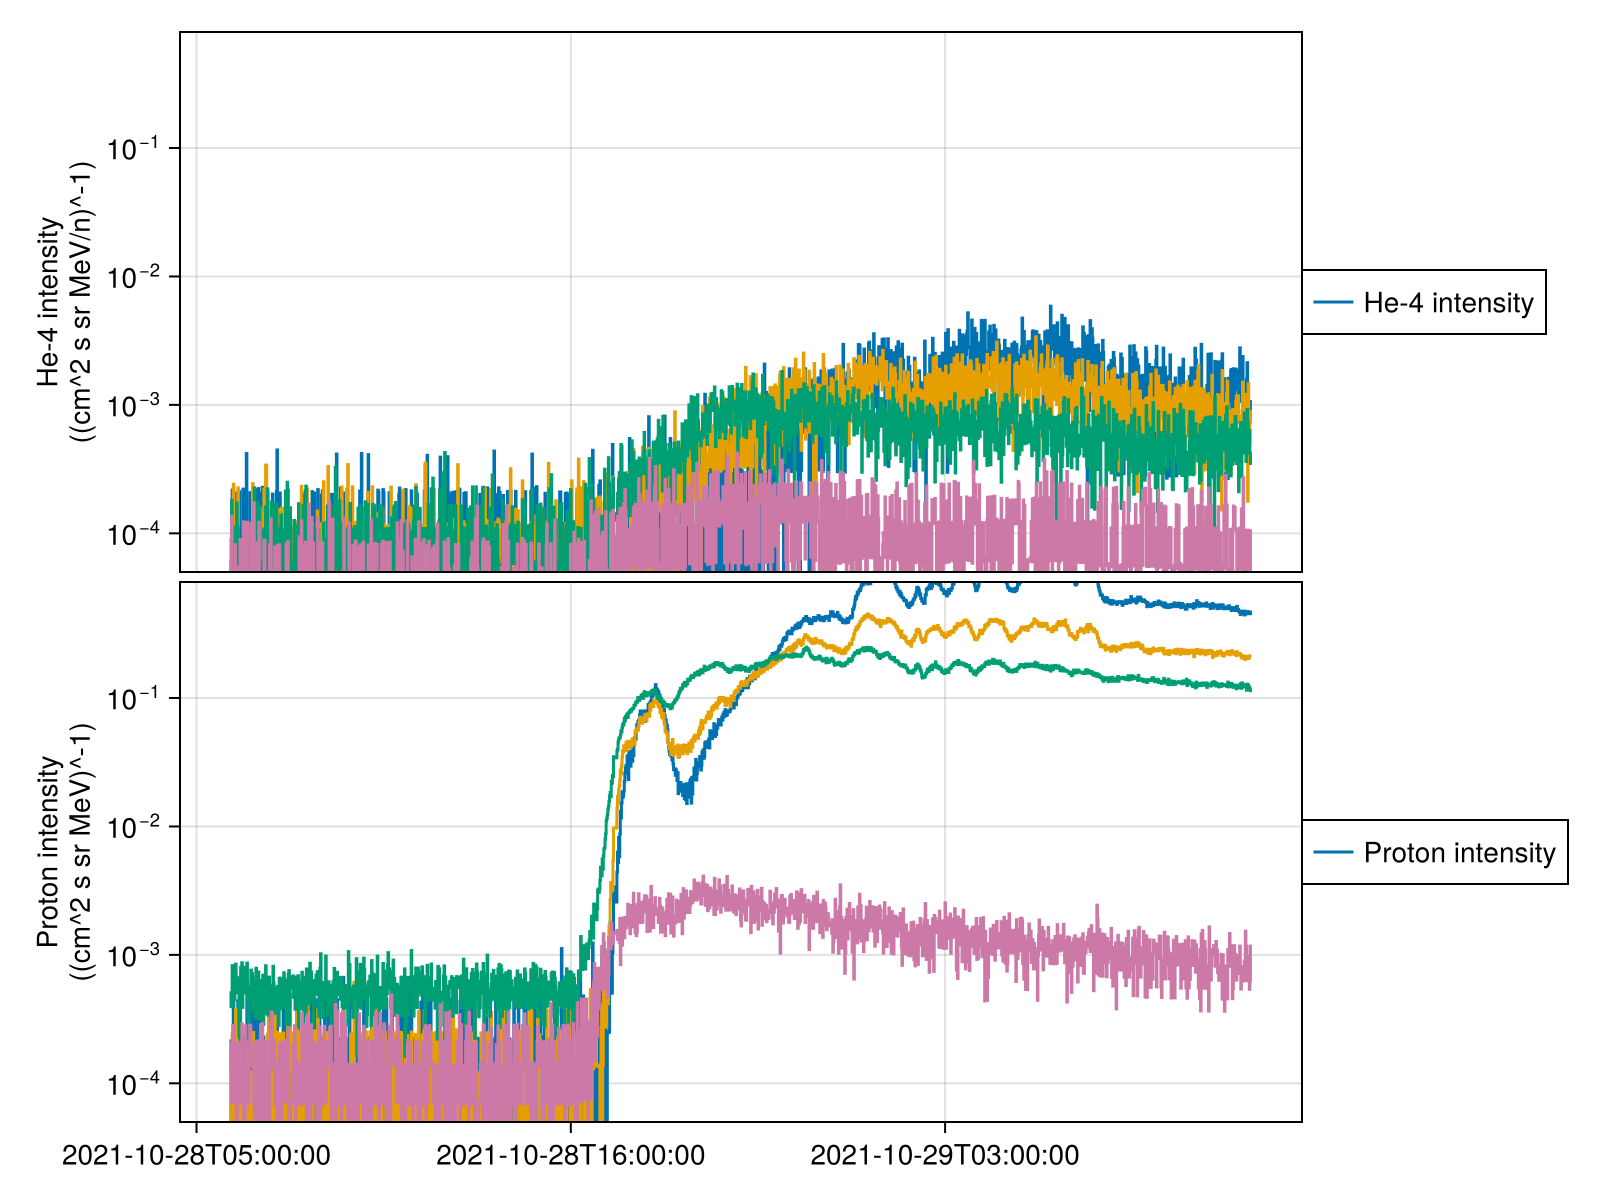 He-4 intensity
((cm^2 s sr MeV/n)^-1)
10⁻¹
10⁻²
10⁻³
10⁻⁴
He-4 intensity
Proton intensity
((cm^2 s sr MeV)^-1)
10⁻¹
10⁻²
10⁻³
10⁻⁴
Proton intensity
2021-10-28T05:00:00
2021-10-28T16:00:00
2021-10-29T03:00:00